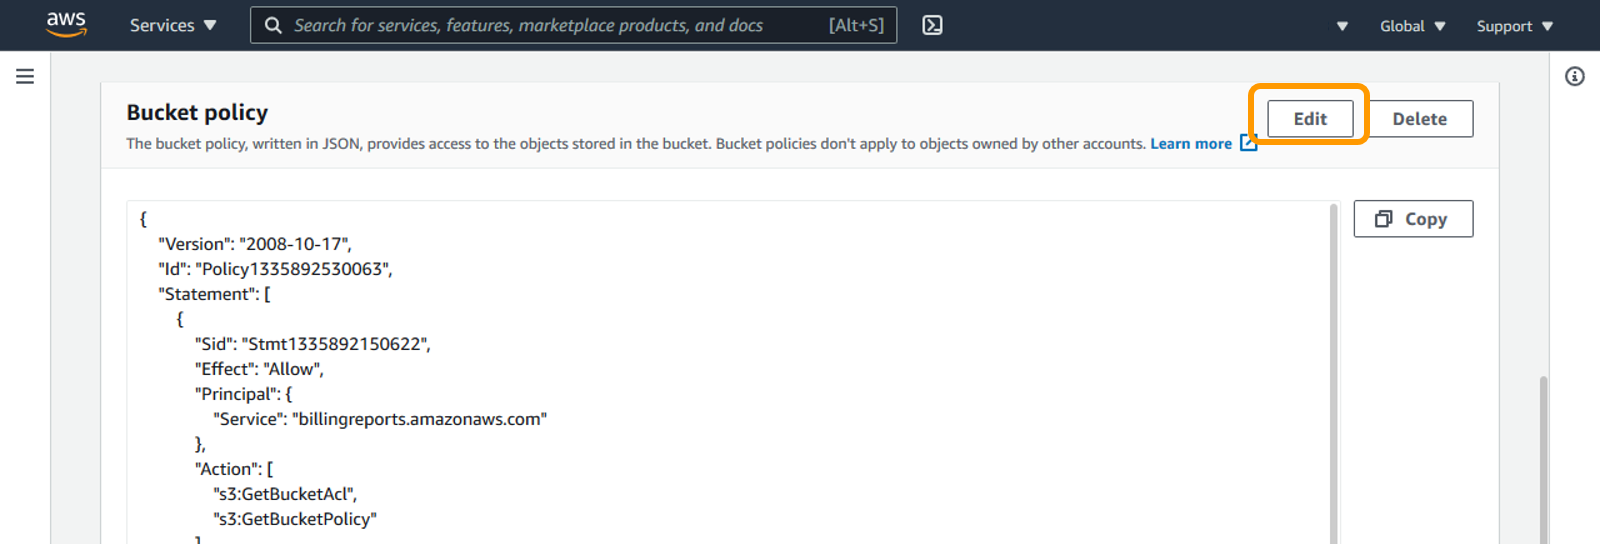 aws Services Search for services, features, marketplace products, and docs [Alt+S] Global Support
Bucket policy
Edit Delete
The bucket policy, written in JSON, provides access to the objects stored in the bucket. Bucket policies don't apply to objects owned by other accounts. Learn more
Copy
{
"Version": "2008-10-17",
"Id": "Policy1335892530063",
"Statement": [
{
"Sid": "Stmt1335892150622",
"Effect": "Allow",
"Principal": {
"Service": "billingreports.amazonaws.com"
},
"Action": [
"s3:GetBucketAcl",
"s3:GetBucketPolicy"
]